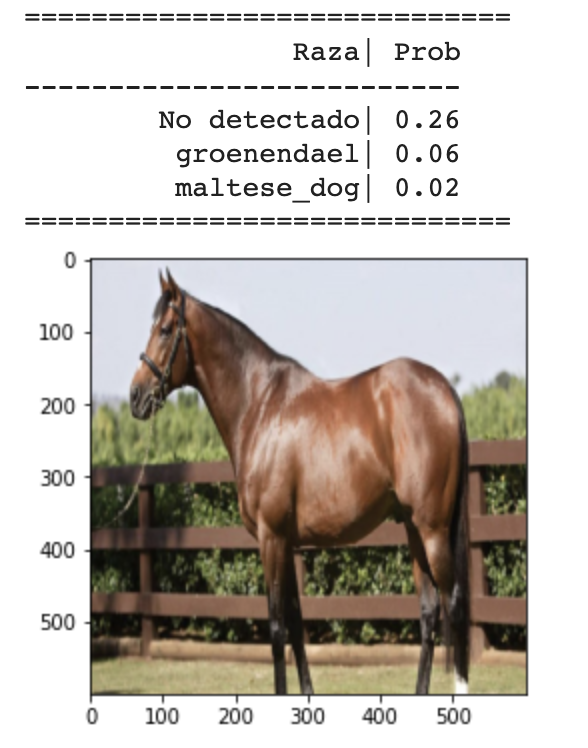 =============================
Raza| Prob
--------------------------
No detectado| 0.26
groenendael| 0.06
maltese_dog| 0.02
=============================
0
100
200
300
400
500
0 100 200 300 400 500